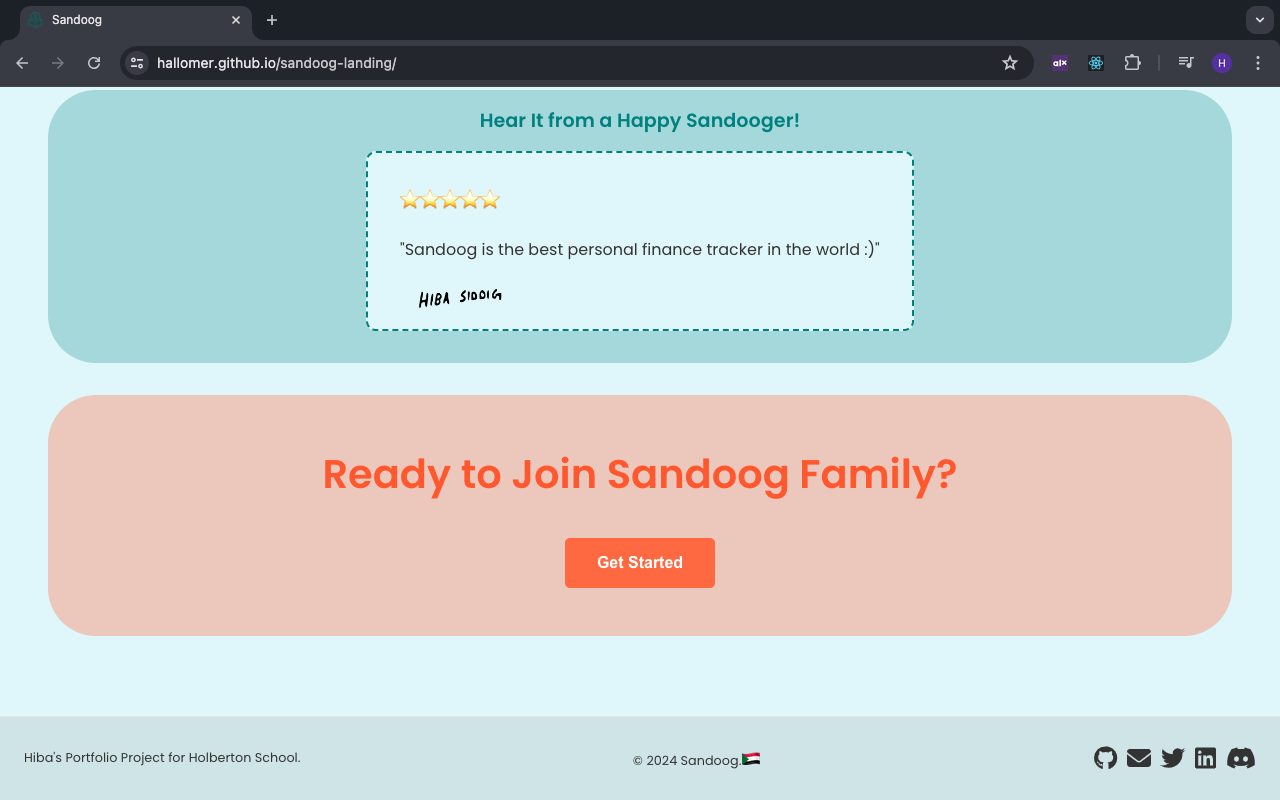 Sandoog
hallomer.github.io/sandoog-landing/
alx
H
Hear It from a Happy Sandooger!
⭐⭐⭐⭐⭐
"Sandoog is the best personal finance tracker in the world :)"
HIBA SIDDIG
Ready to Join Sandoog Family?
Get Started
Hiba's Portfolio Project for Holberton School.
© 2024 Sandoog.🇸🇩